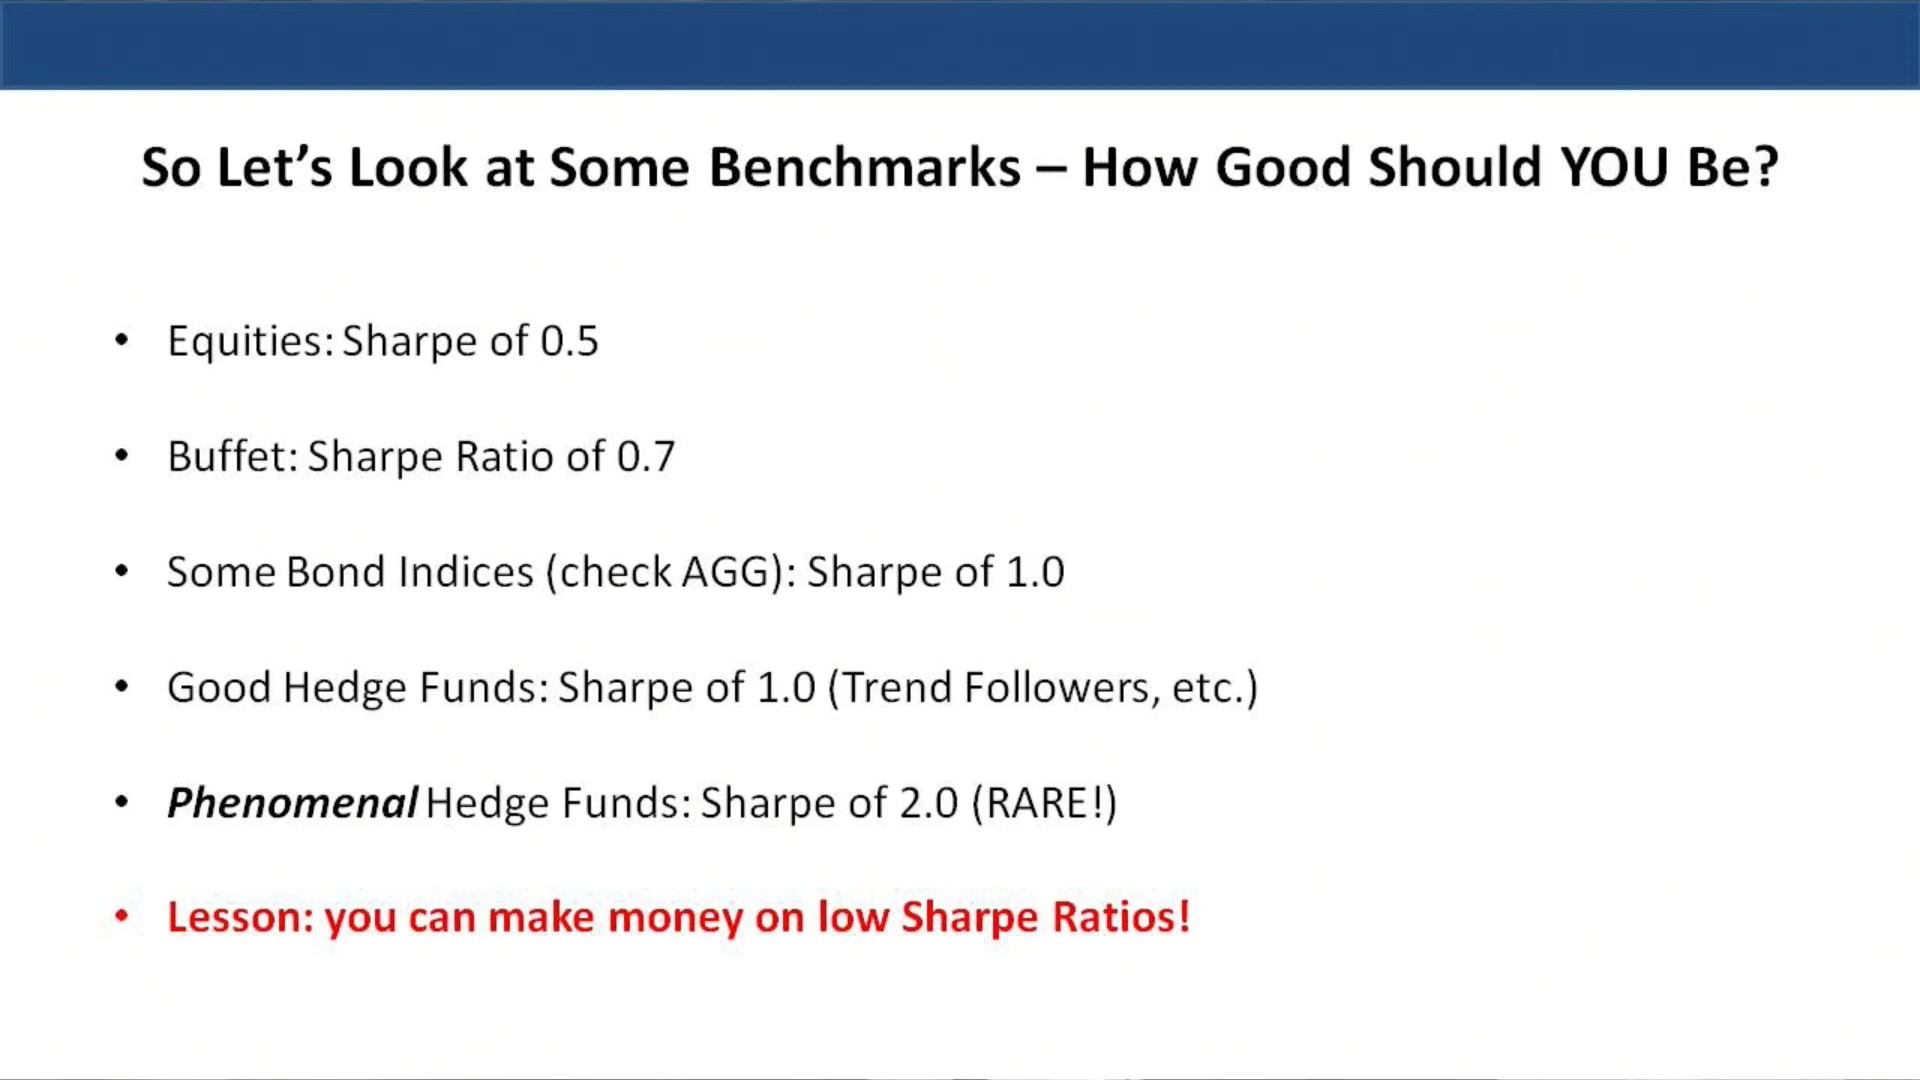 So Let’s Look at Some Benchmarks – How Good Should YOU Be?
• Equities: Sharpe of 0.5
• Buffet: Sharpe Ratio of 0.7
• Some Bond Indices (check AGG): Sharpe of 1.0
• Good Hedge Funds: Sharpe of 1.0 (Trend Followers, etc.)
• Phenomenal Hedge Funds: Sharpe of 2.0 (RARE!)
• Lesson: you can make money on low Sharpe Ratios!